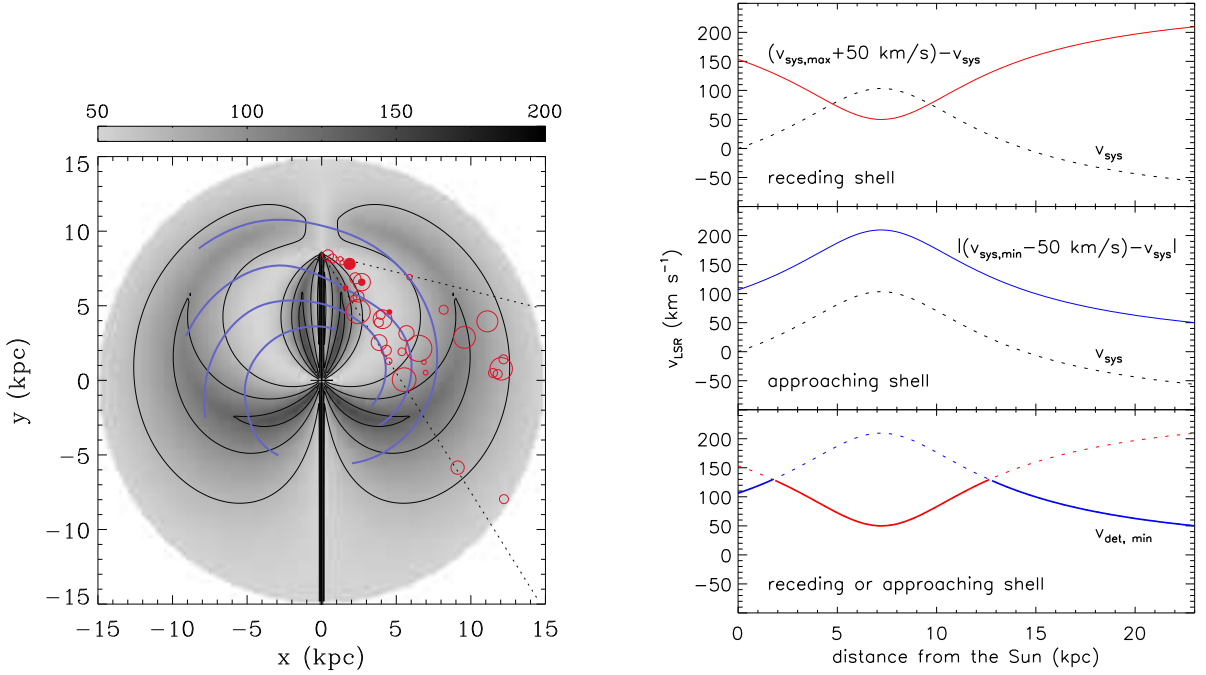 50 100 150 200
15
10
5
0
−5
−10
−15
−15 −10 −5 0 5 10 15
x (kpc)
y (kpc)
200
150
100
50
0
−50
(v_sys,max+50 km/s)−v_sys
v_sys
receding shell
200
150
100
50
0
−50
|(v_sys,min−50 km/s)−v_sys|
v_sys
approaching shell
v_LSR (km s⁻¹)
200
150
100
50
0
−50
v_det, min
receding or approaching shell
0 5 10 15 20
distance from the Sun (kpc)